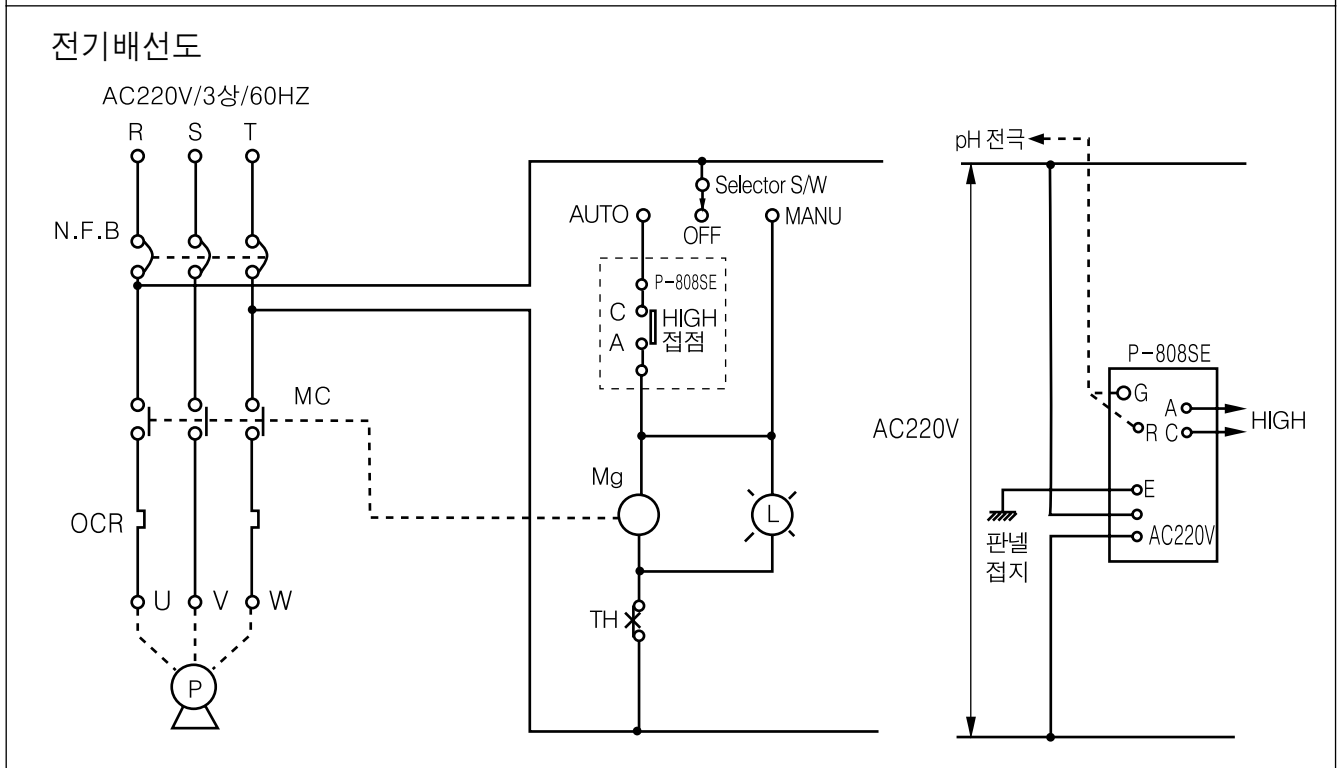 전기배선도
AC220V/3상/60HZ
R S T
N.F.B
MC
OCR
U V W
P
Selector S/W
AUTO
OFF
MANU
P-808SE
C
HIGH
A
접점
Mg
L
TH
pH 전극
AC220V
P-808SE
G
A
R C
HIGH
E
AC220V
판넬
접지